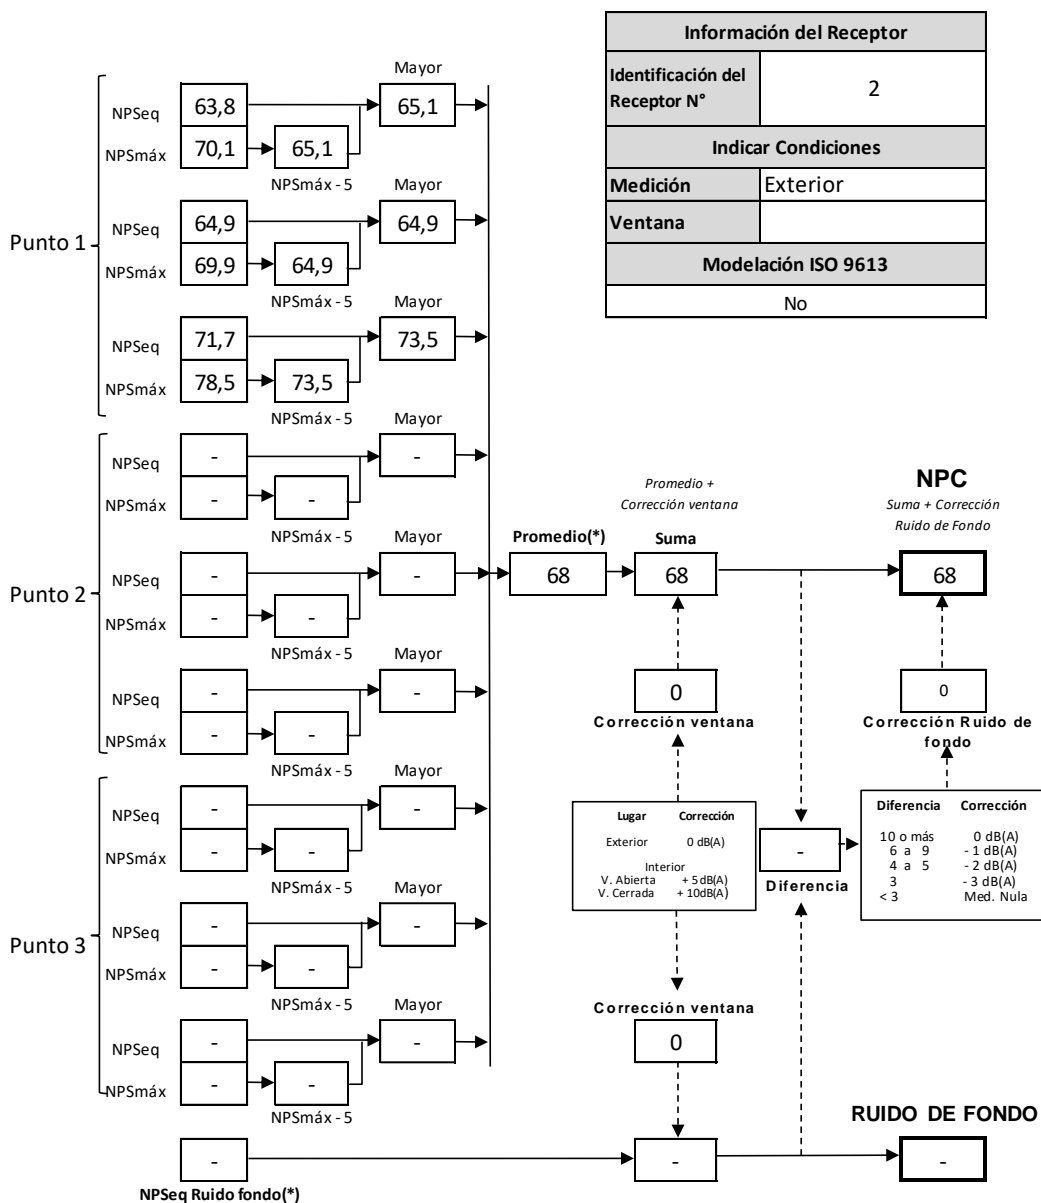 Información del Receptor
Identificación del
Receptor N°
2
Indicar Condiciones
Medición Exterior
Ventana
Modelación ISO 9613
No
Punto 1
Mayor
NPSeq 63,8 65,1
NPSmáx 70,1 65,1
NPSmáx - 5
Mayor
NPSeq 64,9 64,9
NPSmáx 69,9 64,9
NPSmáx - 5
Mayor
NPSeq 71,7 73,5
NPSmáx 78,5 73,5
NPSmáx - 5
Punto 2
Mayor
NPSeq - -
NPSmáx - -
NPSmáx - 5
Mayor
NPSeq - -
NPSmáx - -
NPSmáx - 5
Mayor
NPSeq - -
NPSmáx - -
NPSmáx - 5
Punto 3
Mayor
NPSeq - -
NPSmáx - -
NPSmáx - 5
Mayor
NPSeq - -
NPSmáx - -
NPSmáx - 5
Mayor
NPSeq - -
NPSmáx - -
NPSmáx - 5
-
NPSeq Ruido fondo(*)
Promedio(*)
68
Promedio +
Corrección ventana
Suma
68
0
Corrección ventana
Lugar Corrección
Exterior 0 dB(A)
Interior
V. Abierta + 5 dB(A)
V. Cerrada + 10dB(A)
Corrección ventana
0
-
-
Diferencia
NPC
Suma + Corrección
Ruido de Fondo
68
0
Corrección Ruido de
fondo
Diferencia Corrección
10 o más 0 dB(A)
6 a 9 - 1 dB(A)
4 a 5 - 2 dB(A)
3 - 3 dB(A)
< 3 Med. Nula
RUIDO DE FONDO
-